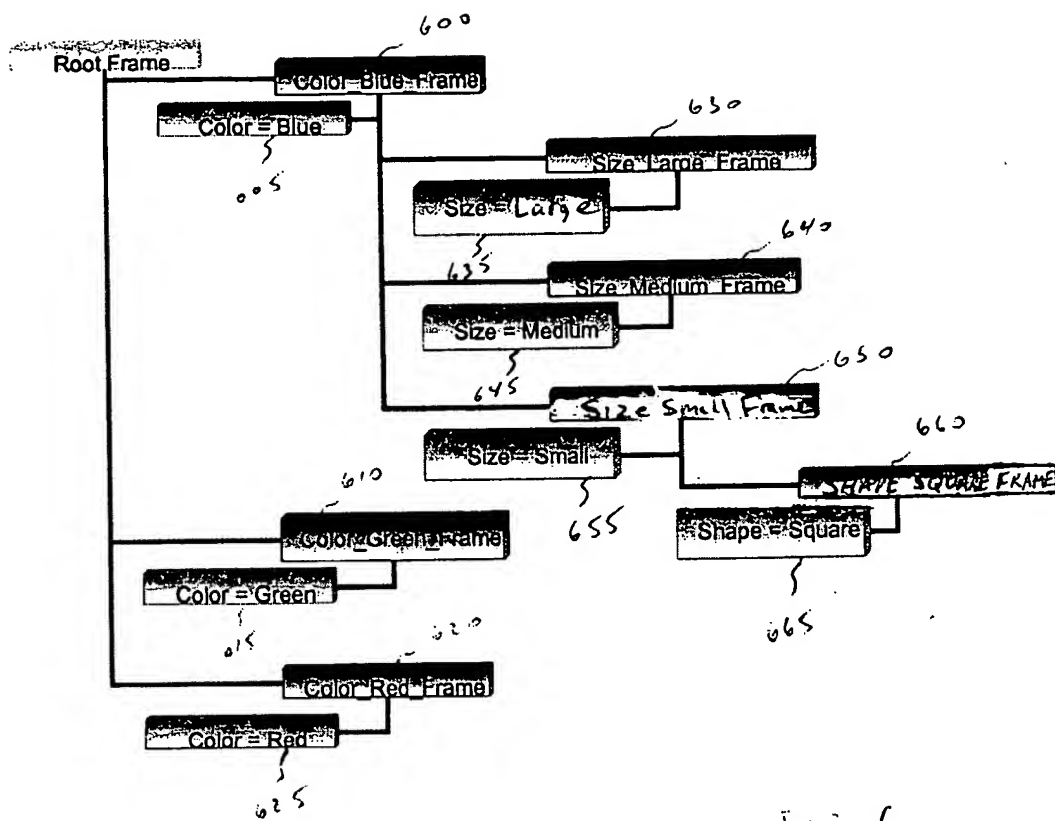 600
Root Frame
Color_Blue_Frame
Color = Blue
005
630
Size_Large_Frame
Size = Large
635
640
Size_Medium_Frame
Size = Medium
645
650
Size Small Frame
Size = Small
655
660
SHAPE SQUARE FRAME
Shape = Square
665
610
Color_Green_Frame
Color = Green
015
620
Color_Red_Frame
Color = Red
625